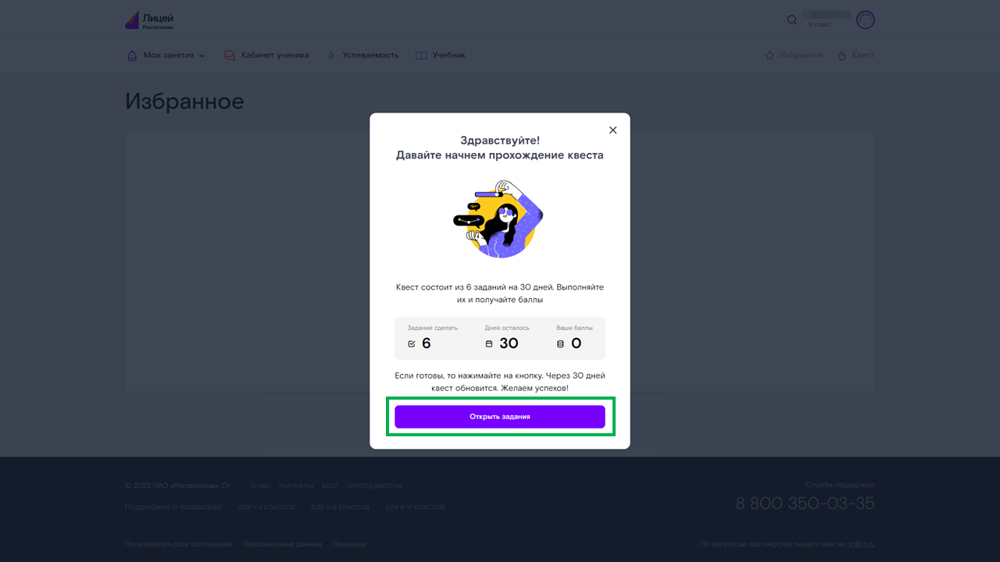 Лицей
Ростелеком
11 класс
Мои занятия
Кабинет ученика
Успеваемость
Учебник
Избранное
Квест
Избранное
Здравствуйте!
Давайте начнем прохождение квеста
Квест состоит из 6 заданий на 30 дней. Выполняйте
их и получайте баллы
Заданий сделать
Дней осталось
Ваши баллы
6
30
0
Если готовы, то нажимайте на кнопку. Через 30 дней
квест обновится. Желаем успехов!
Открыть задания
© 2022 ПАО «Ростелеком». 0+
О НАС
ПАРТНЕРЫ
БЛОГ
ПРЕПОДАВАТЕЛИ
Служба поддержки:
8 800 350-03-35
Подробнее о подписках:
ДЛЯ 1-4 КЛАССОВ
ДЛЯ 5-8 КЛАССОВ
ДЛЯ 9-11 КЛАССОВ
Пользовательское соглашение
Персональные данные
Лицензии
По вопросам партнёрства пишите нам на: lc@rt.ru